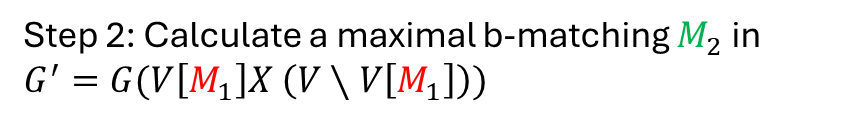 Step 2: Calculate a maximal b-matching M₂ in
G′ = G(V[M₁]X (V \ V[M₁]))